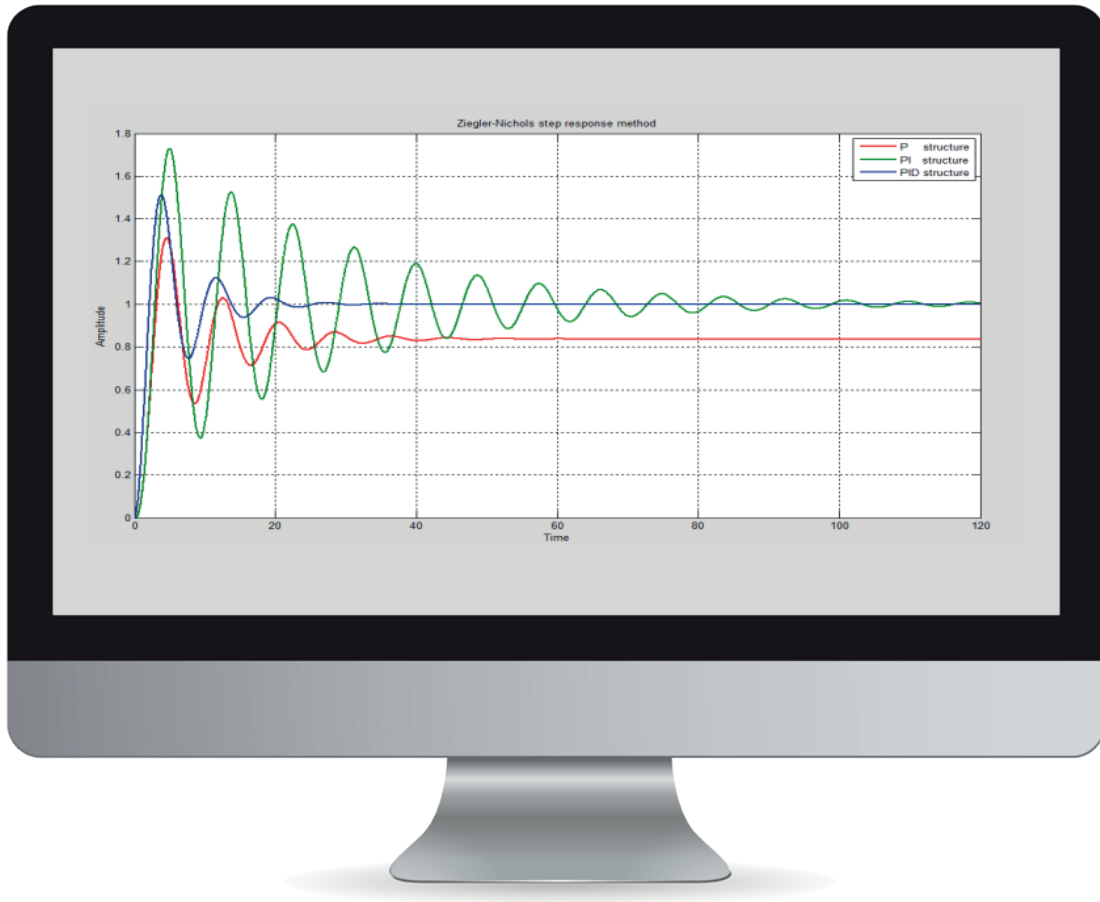 Ziegler-Nichols step response method
P structure
PI structure
PID structure
Amplitude
1.8
1.6
1.4
1.2
1
0.8
0.6
0.4
0.2
0
0 20 40 60 80 100 120
Time